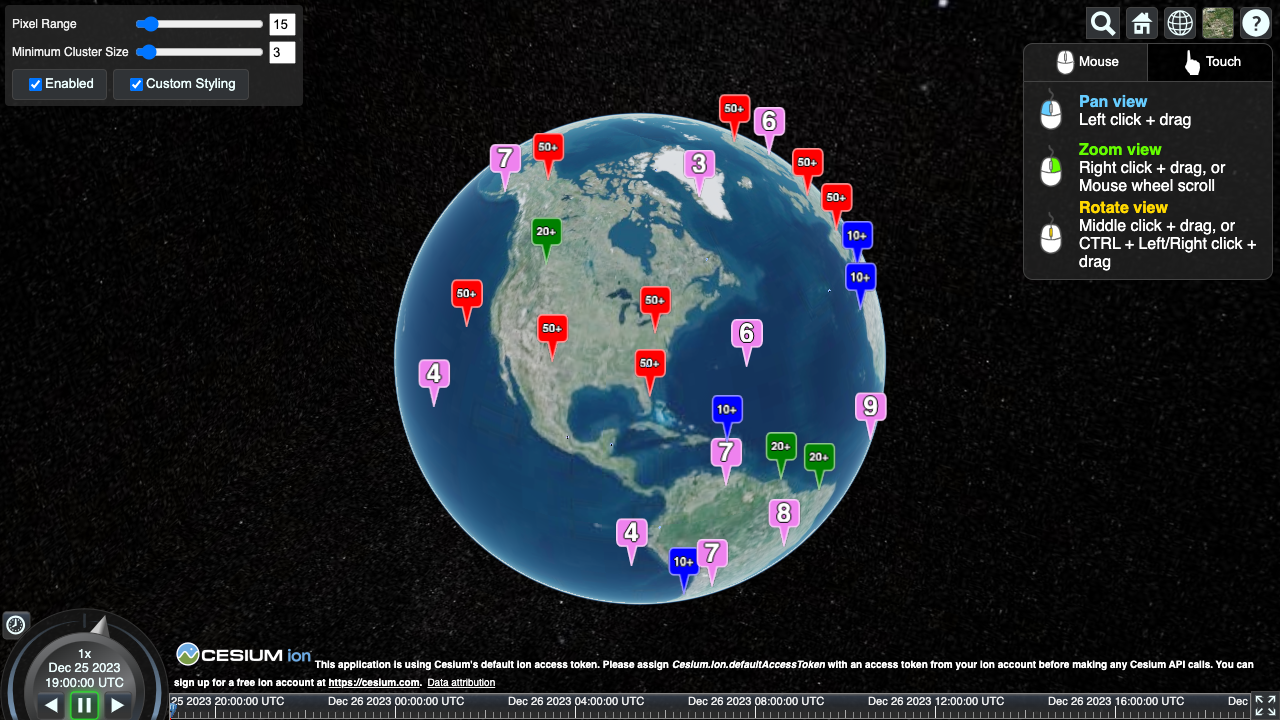 Pixel Range 15
Minimum Cluster Size 3
Enabled Custom Styling
Mouse Touch
Pan view
Left click + drag
Zoom view
Right click + drag, or
Mouse wheel scroll
Rotate view
Middle click + drag, or
CTRL + Left/Right click +
drag
50+
6
7
50+
3
50+
50+
20+
10+
10+
50+
50+
50+
6
50+
4
10+
9
7
20+
20+
8
4
10+
7
1x
Dec 25 2023
19:00:00 UTC
CESIUM ion This application is using Cesium's default ion access token. Please assign Cesium.Ion.defaultAccessToken with an access token from your ion account before making any Cesium API calls. You can
sign up for a free ion account at https://cesium.com. Data attribution
25 2023 20:00:00 UTC Dec 26 2023 00:00:00 UTC Dec 26 2023 04:00:00 UTC Dec 26 2023 08:00:00 UTC Dec 26 2023 12:00:00 UTC Dec 26 2023 16:00:00 UTC Dec